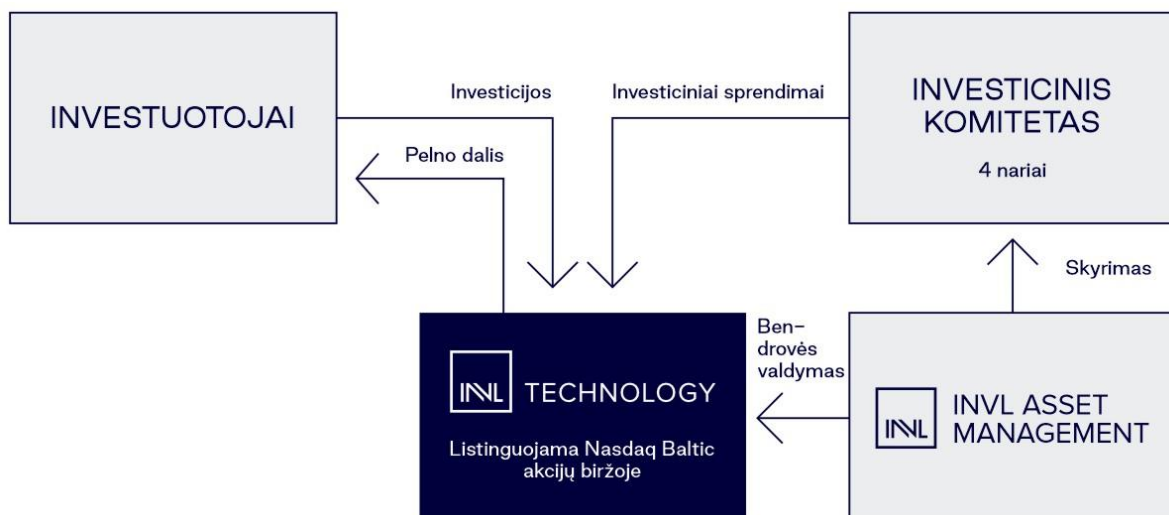 INVESTUOTOJAI
Investicijos
Pelno dalis
Investiciniai sprendimai
INVESTICINIS
KOMITETAS
4 nariai
Skyrimas
Ben-
drovės
valdymas
INVL TECHNOLOGY
Listinguojama Nasdaq Baltic
akcijų biržoje
INVL INVL ASSET
MANAGEMENT